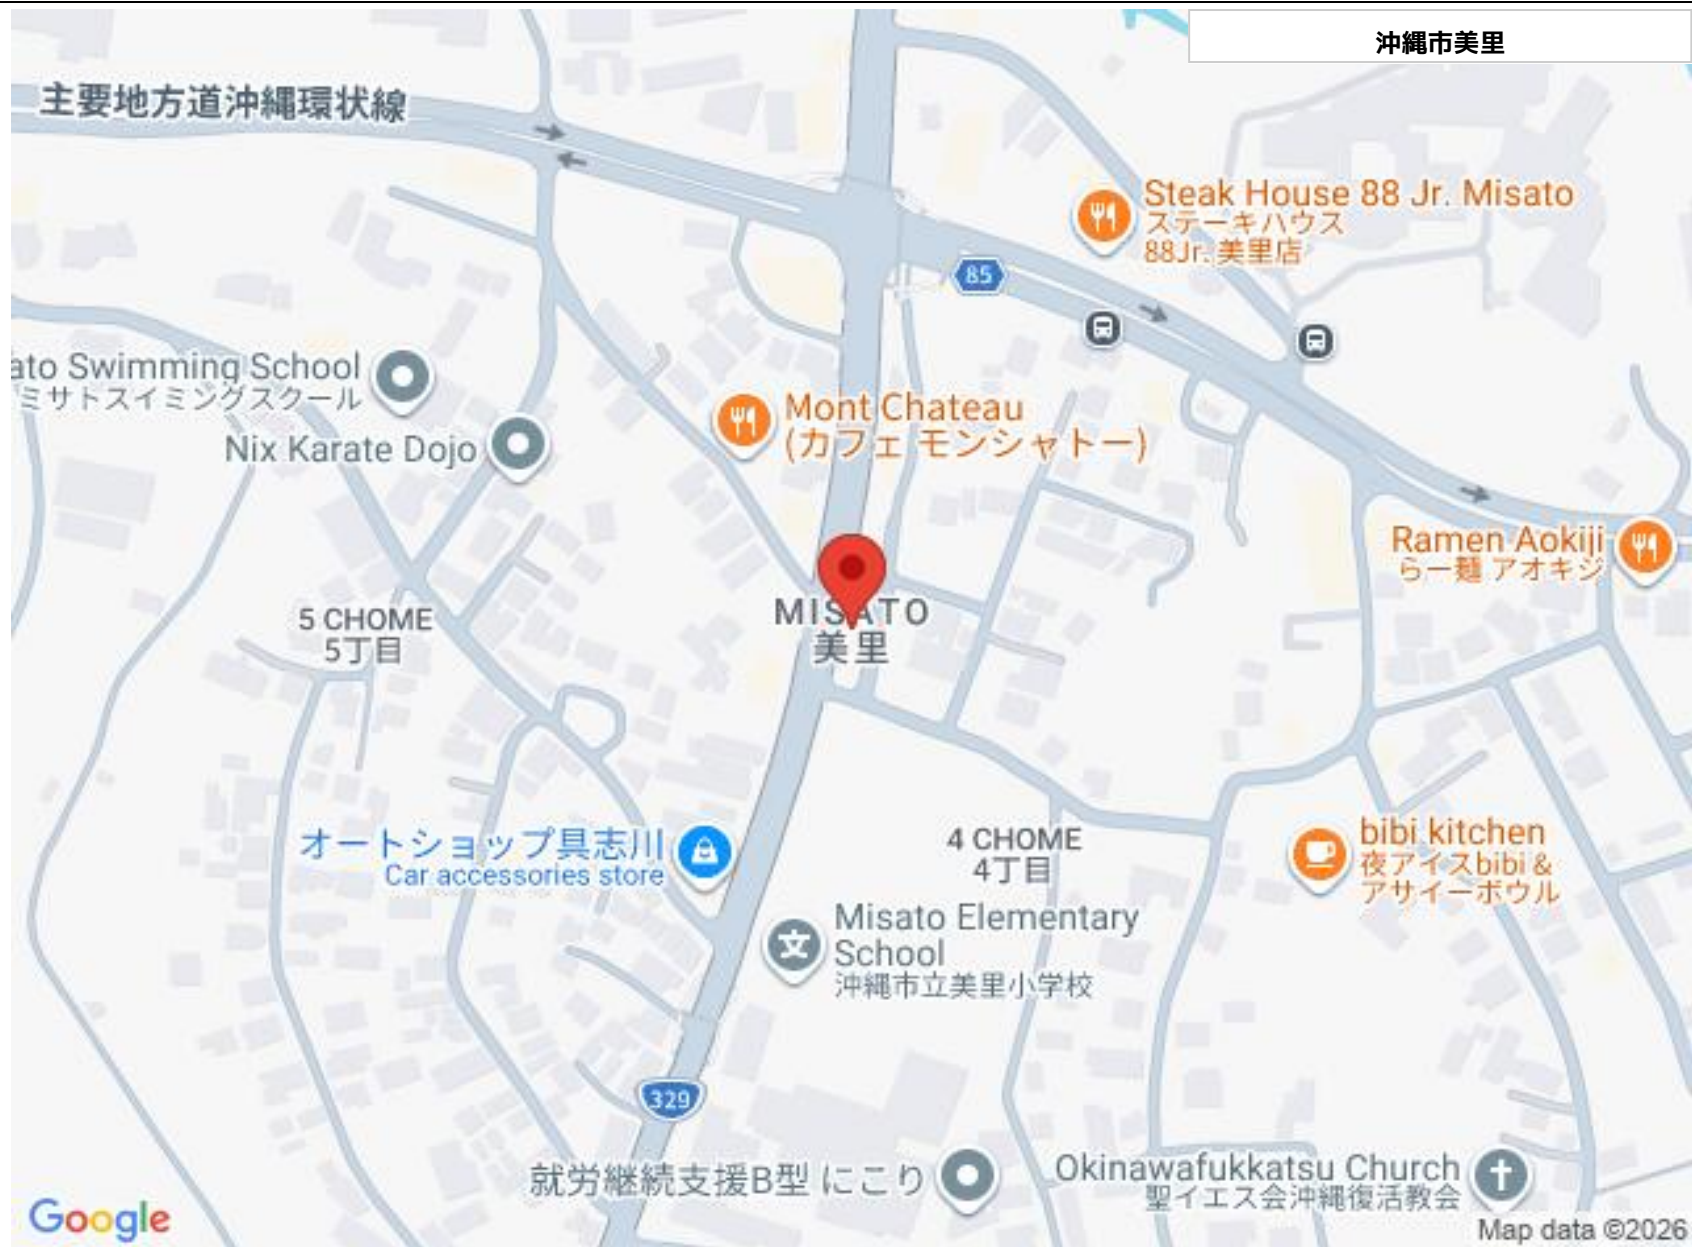 沖縄市美里
主要地方道沖縄環状線
Steak House 88 Jr. Misato
ステーキハウス
88Jr. 美里店
85
ato Swimming School
ミサトスイミングスクール
Mont Chateau
(カフェ モンシャトー)
Nix Karate Dojo
Ramen Aokiji
らー麺 アオキジ
MISATO
美里
5 CHOME
5丁目
オートショップ具志川
Car accessories store
4 CHOME
4丁目
bibi kitchen
夜アイスbibi &
アサイーボウル
Misato Elementary
School
沖縄市立美里小学校
文
329
就労継続支援B型 にこり
Okinawafukkatsu Church
聖イエス会沖縄復活教会
Google
Map data ©2026